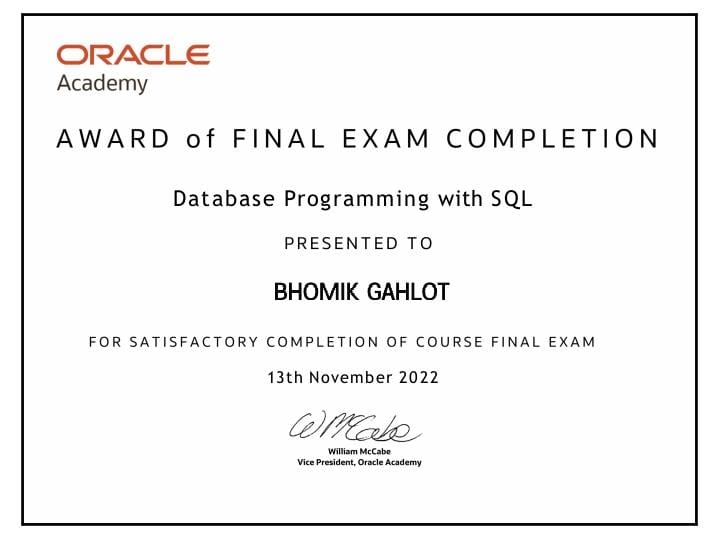 ORACLE
Academy
AWARD of FINAL EXAM COMPLETION
Database Programming with SQL
PRESENTED TO
BHOMIK GAHLOT
FOR SATISFACTORY COMPLETION OF COURSE FINAL EXAM
13th November 2022
WMcCabe
William McCabe
Vice President, Oracle Academy